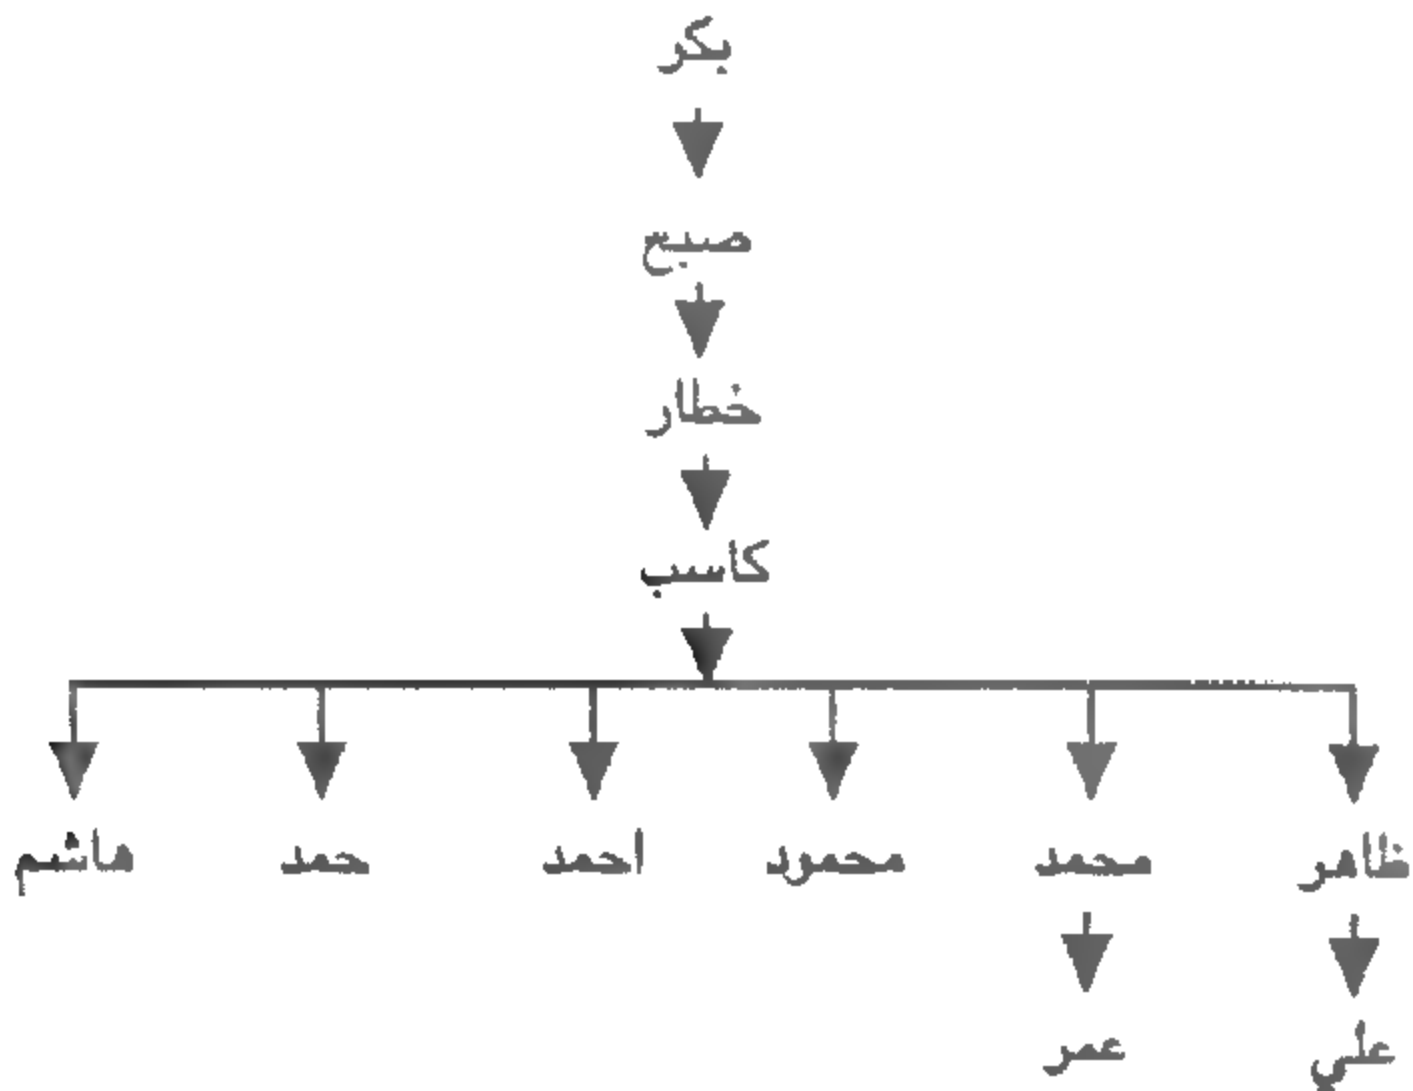 بكر
صبح
خطار
كاسب
ظاهر محمد محمود احمد حمد هاشم
علي عمر